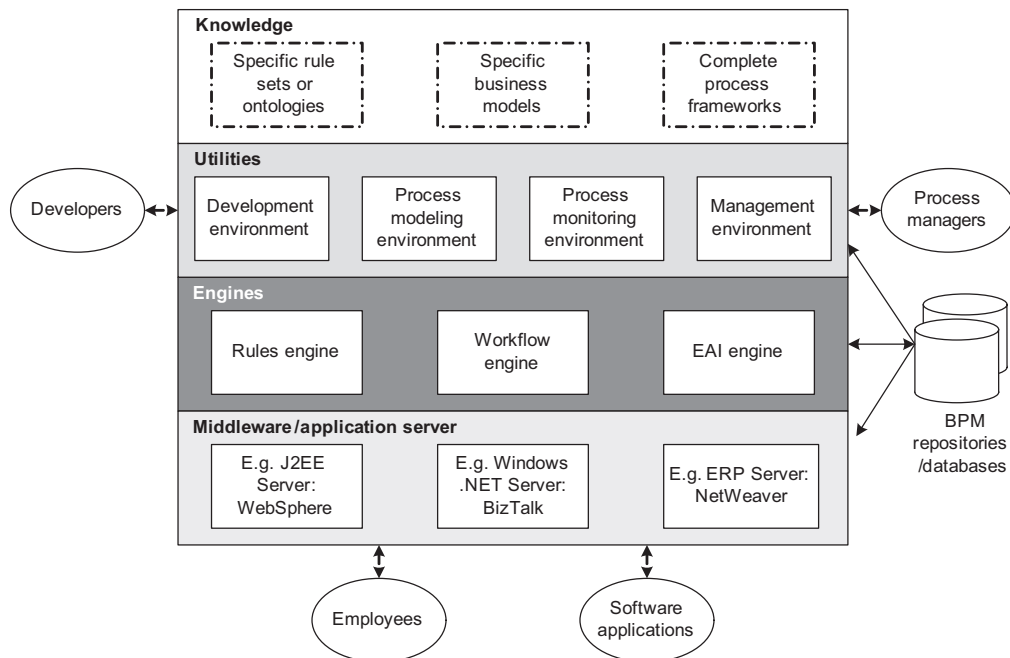 Knowledge
Specific rule
sets or
ontologies
Specific
business
models
Complete
process
frameworks
Utilities
Developers
Development
environment
Process
modeling
environment
Process
monitoring
environment
Management
environment
Process
managers
Engines
Rules engine
Workflow
engine
EAI engine
BPM
repositories
/databases
Middleware/application server
E.g. J2EE
Server:
WebSphere
E.g. Windows
.NET Server:
BizTalk
E.g. ERP Server:
NetWeaver
Employees
Software
applications